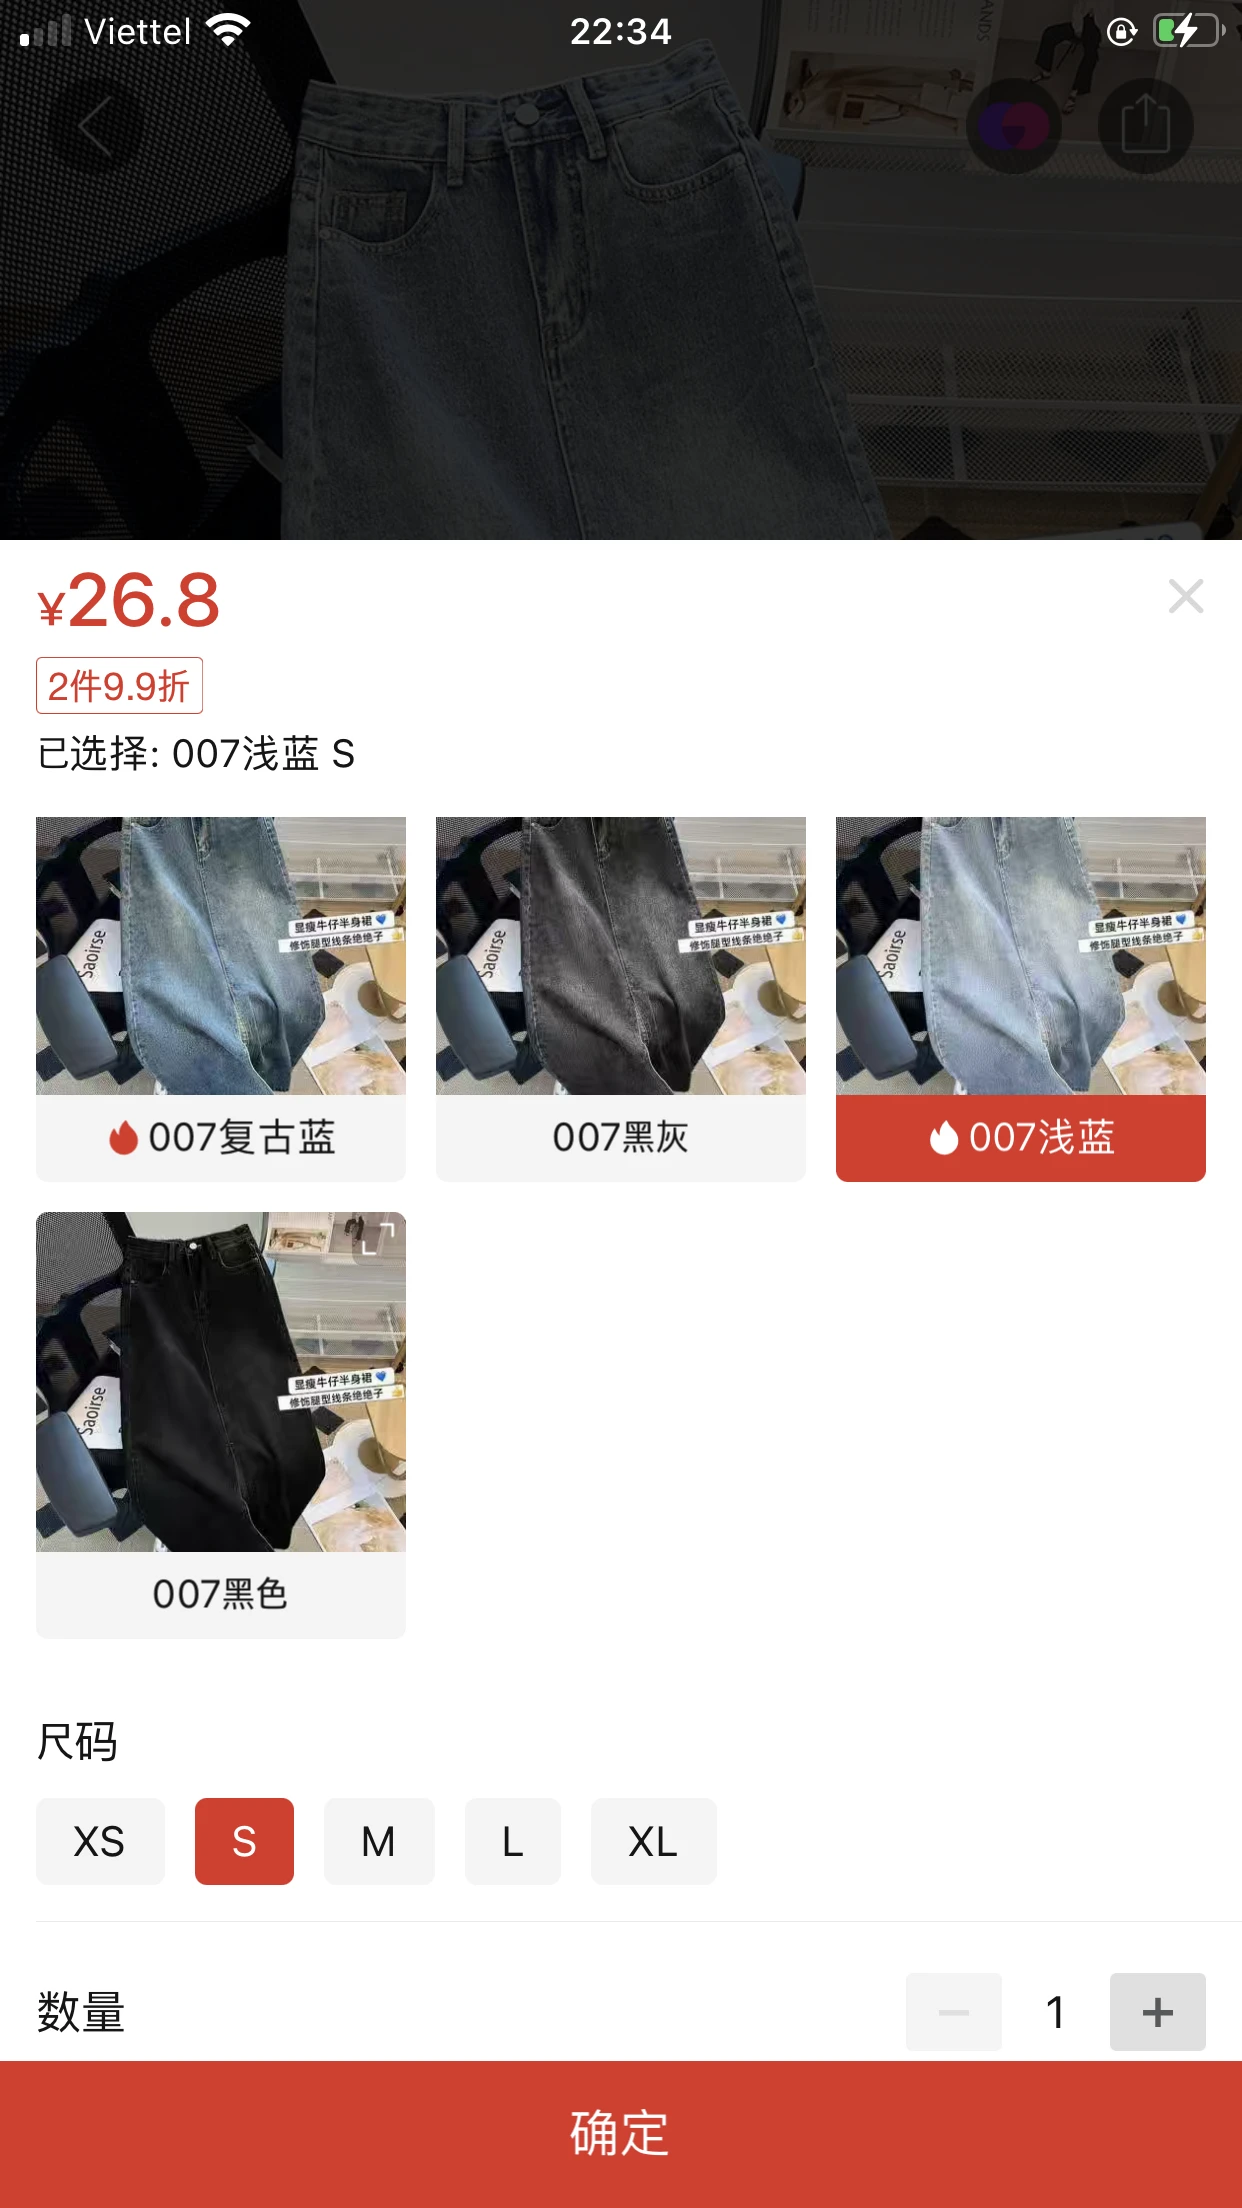 Viettel
22:34
ANDS
¥26.8
2件9.9折
已选择: 007浅蓝 S
Saoirse
显瘦牛仔半身裙💙
修饰腿型线条绝绝子👍
007复古蓝
Saoirse
显瘦牛仔半身裙💙
修饰腿型线条绝绝子👍
007黑灰
Saoirse
显瘦牛仔半身裙💙
修饰腿型线条绝绝子👍
007浅蓝
Saoirse
显瘦牛仔半身裙💙
修饰腿型线条绝绝子👍
007黑色
尺码
XS
S
M
L
XL
数量
1
确定